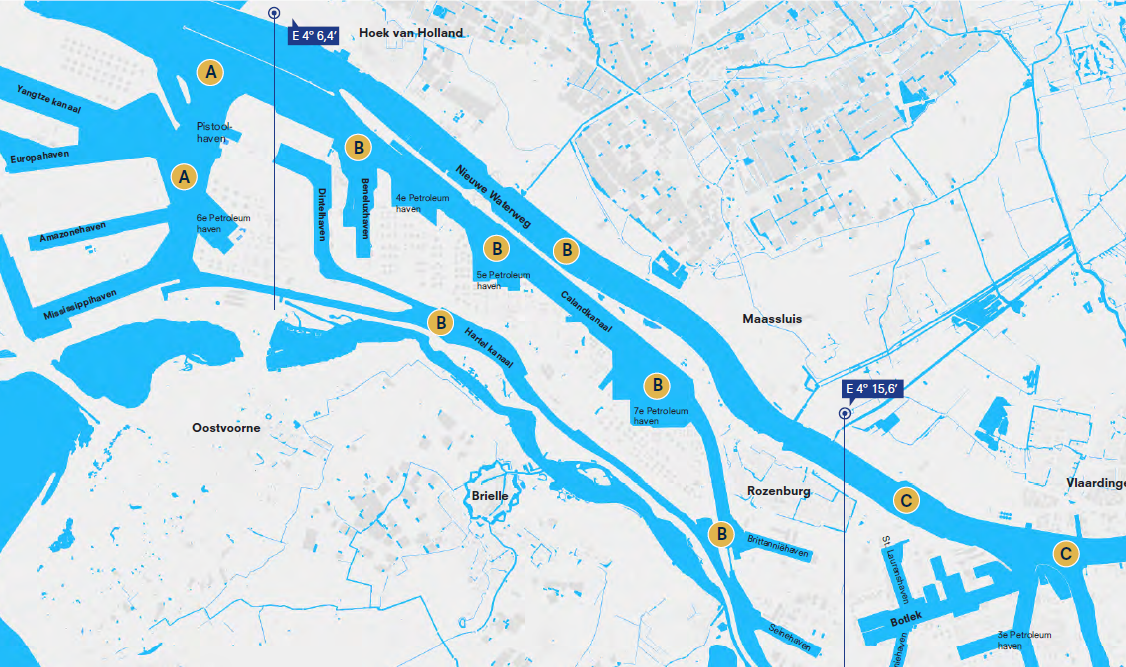 E 4° 6,4'
Hoek van Holland
A
Yangtze kanaal
Pistool-
haven
B
Europahaven
A
Dintelhaven
Beneluxhaven
4e Petroleum
haven
Nieuwe Waterweg
6e Petroleum
haven
Amazonehaven
B
B
5e Petroleum
haven
Mississippihaven
Calandkanaal
B
Hartel kanaal
Maassluis
B
7e Petroleum
haven
E 4° 15,6'
Oostvoorne
Brielle
Rozenburg
C
Vlaardinge
B
Brittanniehaven
C
St. Laurenshaven
Botlek
Seinehaven
3e Petroleum
haven
niehaven